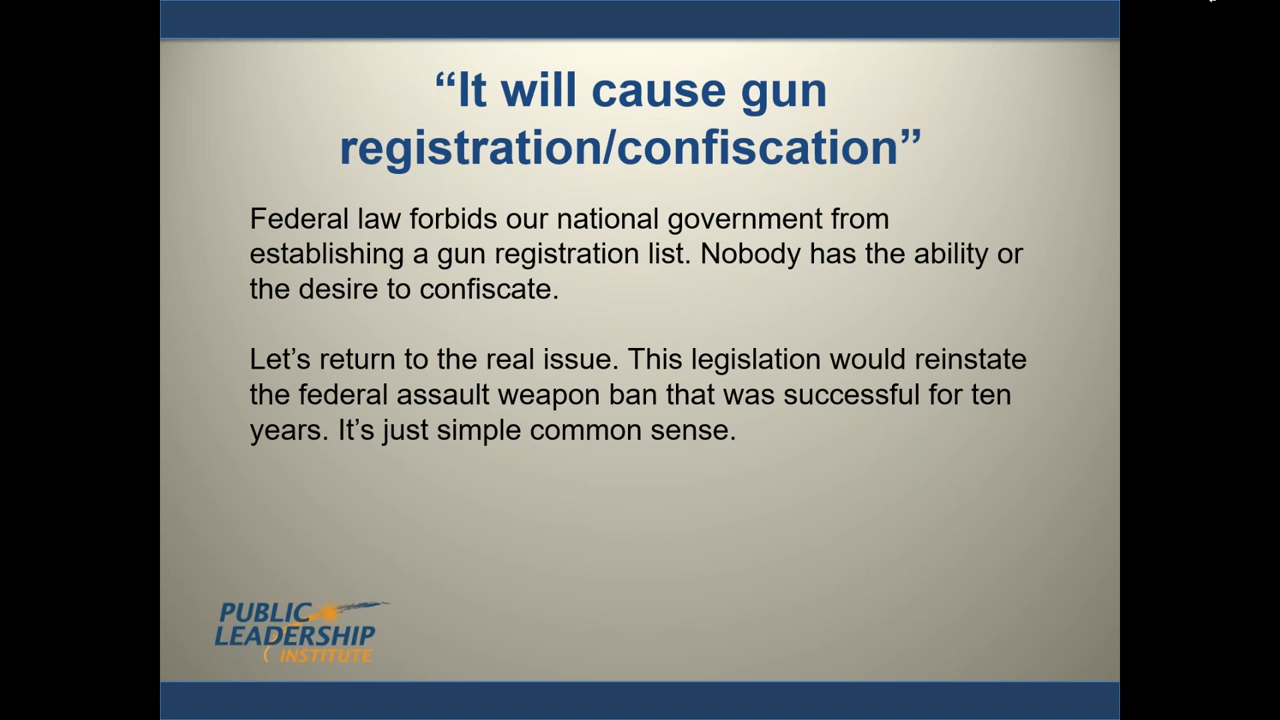 “It will cause gun
registration/confiscation”
Federal law forbids our national government from
establishing a gun registration list. Nobody has the ability or
the desire to confiscate.
Let’s return to the real issue. This legislation would reinstate
the federal assault weapon ban that was successful for ten
years. It’s just simple common sense.
PUBLIC
LEADERSHIP
INSTITUTE